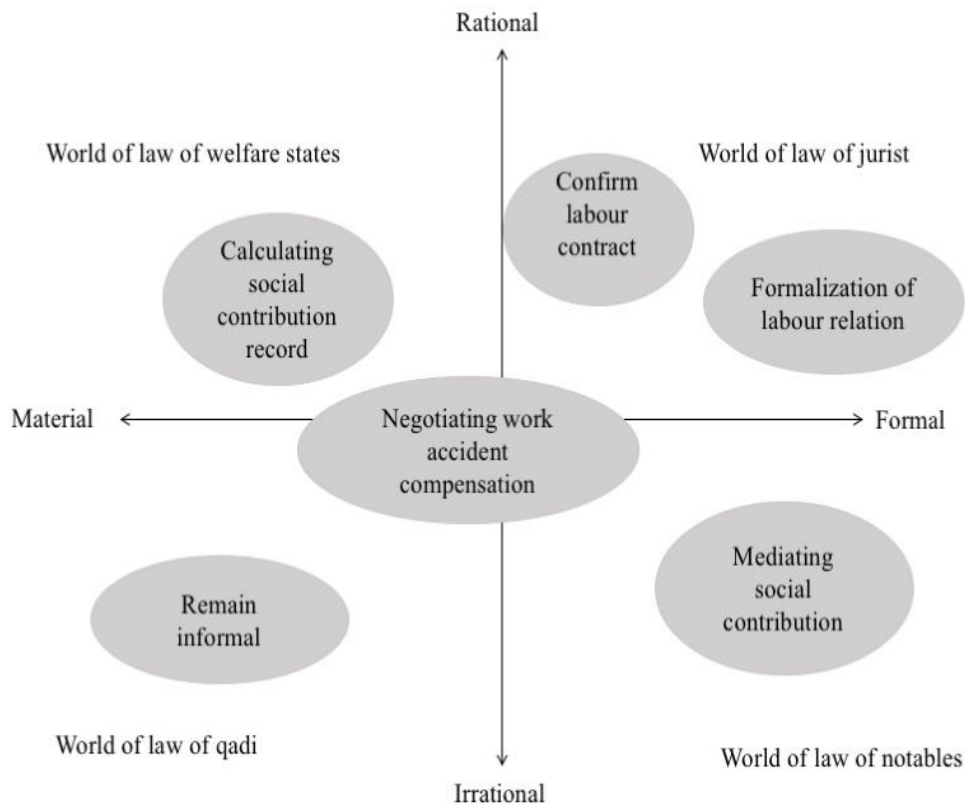 Rational
World of law of welfare states
World of law of jurist
Confirm
labour
contract
Calculating
social
contribution
record
Formalization of
labour relation
Material
Negotiating work
accident
compensation
Formal
Mediating
social
contribution
Remain
informal
World of law of qadi
World of law of notables
Irrational